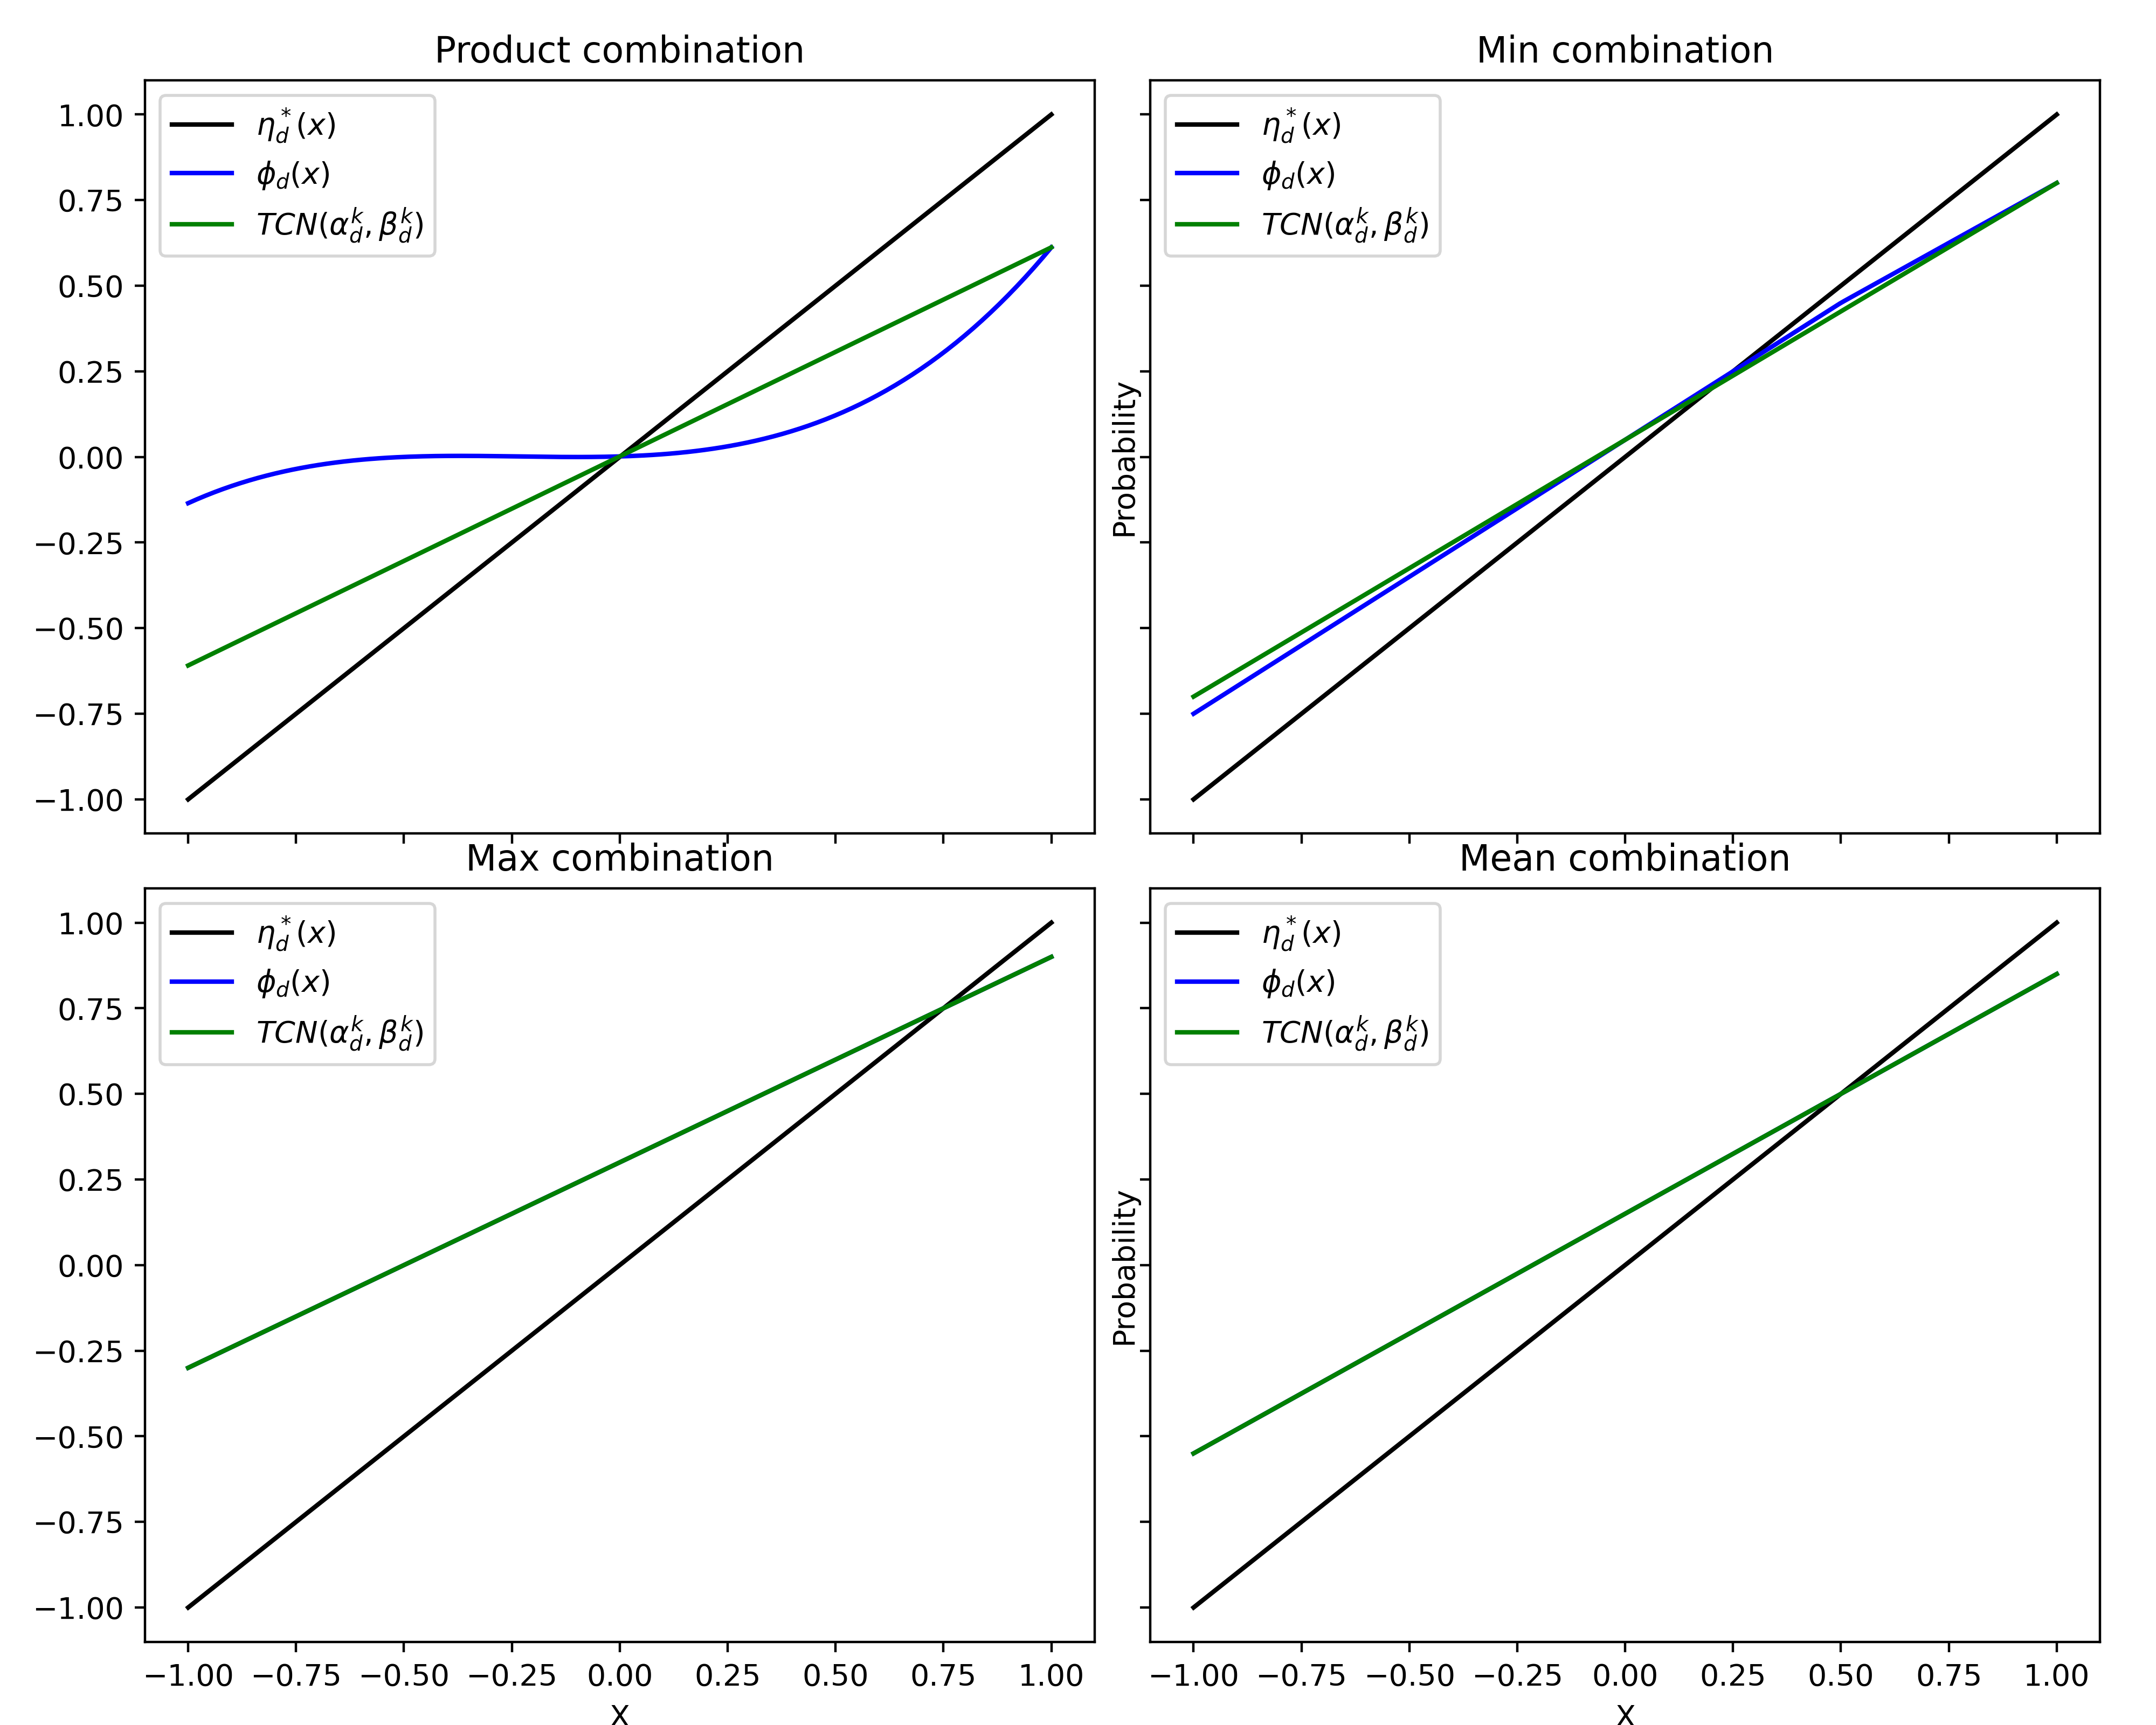 Product combination
η*d(x)
ϕd(x)
TCN(αkd, βkd)
1.00
0.75
0.50
0.25
0.00
−0.25
−0.50
−0.75
−1.00
Min combination
η*d(x)
ϕd(x)
TCN(αkd, βkd)
Probability
Max combination
η*d(x)
ϕd(x)
TCN(αkd, βkd)
1.00
0.75
0.50
0.25
0.00
−0.25
−0.50
−0.75
−1.00
−1.00 −0.75 −0.50 −0.25 0.00 0.25 0.50 0.75 1.00
x
Mean combination
η*d(x)
ϕd(x)
TCN(αkd, βkd)
Probability
−1.00 −0.75 −0.50 −0.25 0.00 0.25 0.50 0.75 1.00
x